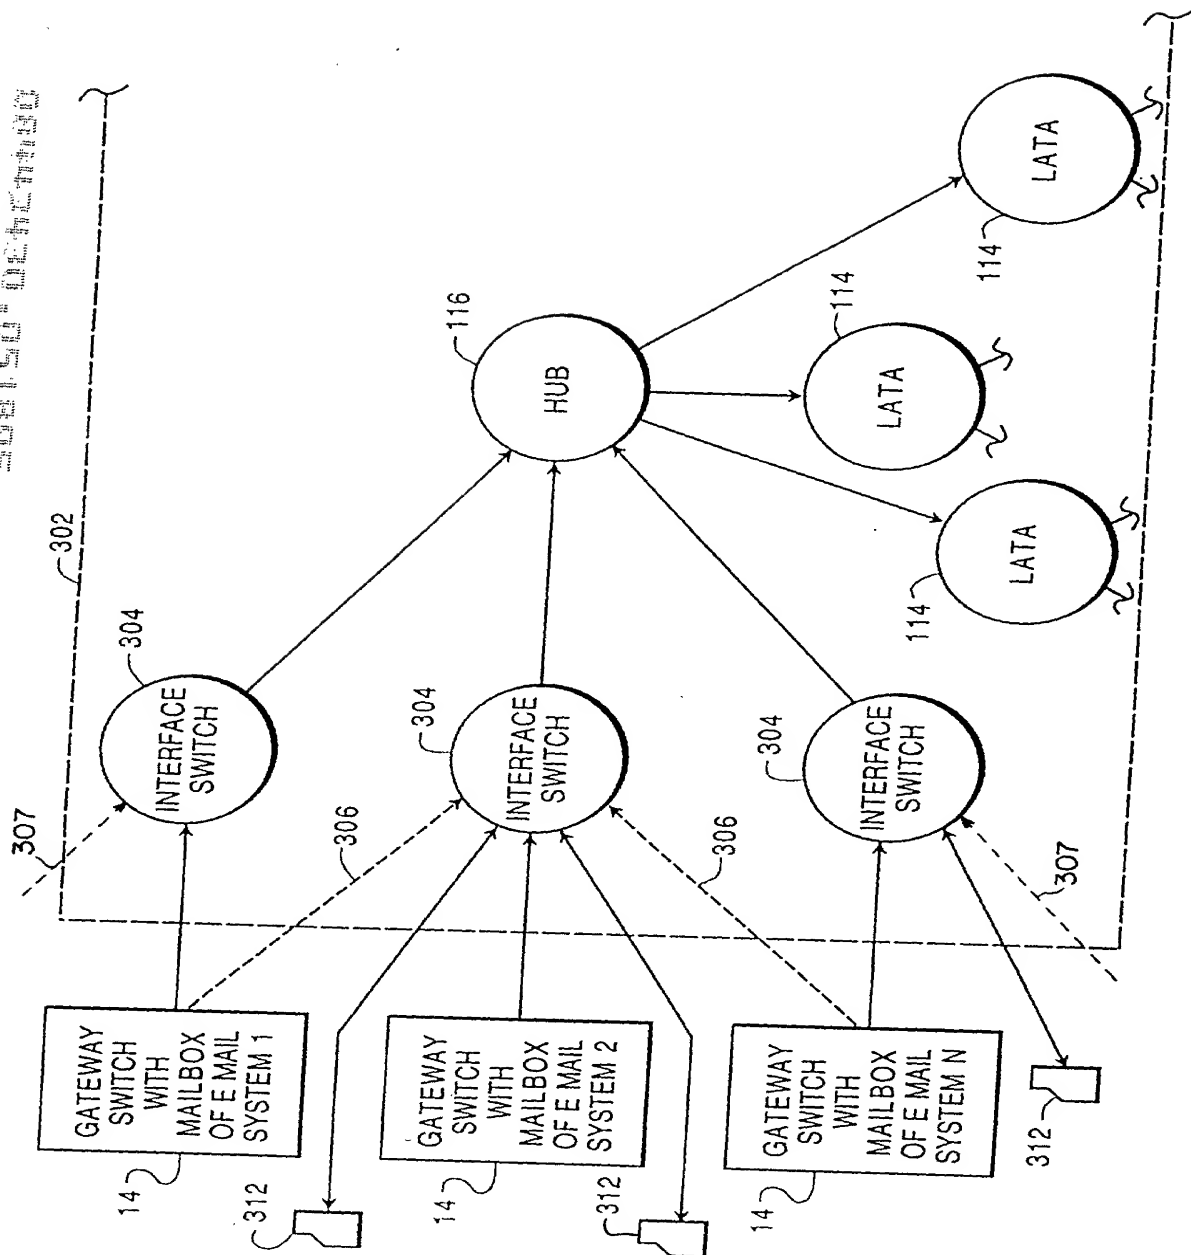 302
307
304
INTERFACE
SWITCH
306
304
INTERFACE
SWITCH
306
304
INTERFACE
SWITCH
307
116
HUB
114
LATA
114
LATA
114
LATA
GATEWAY
SWITCH
WITH
MAILBOX
OF E MAIL
SYSTEM 1
14
312
GATEWAY
SWITCH
WITH
MAILBOX
OF E MAIL
SYSTEM 2
14
312
GATEWAY
SWITCH
WITH
MAILBOX
OF E MAIL
SYSTEM N
14
312